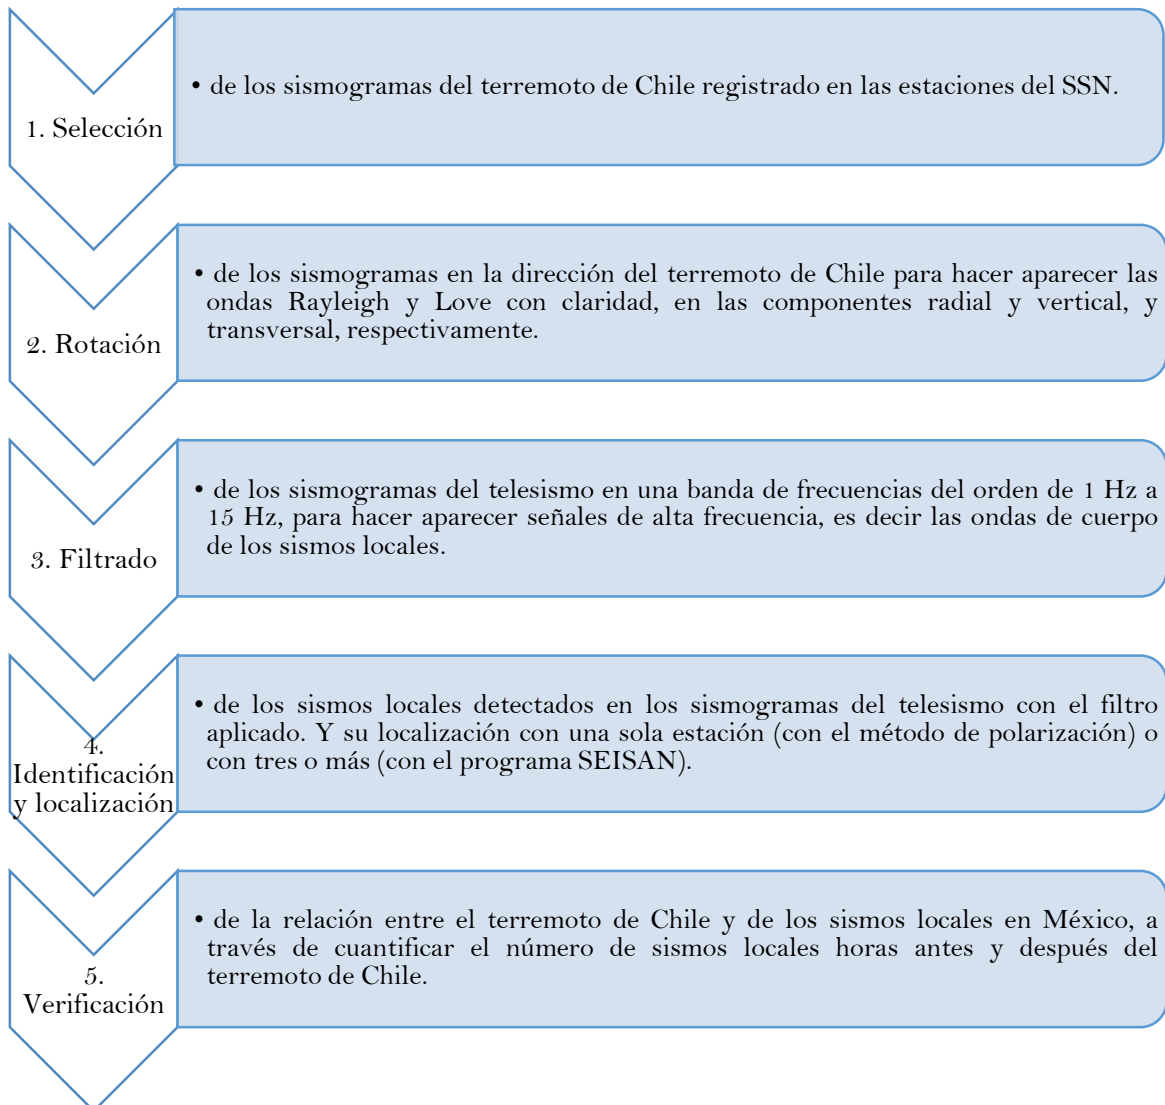 1. Selección
• de los sismogramas del terremoto de Chile registrado en las estaciones del SSN.
2. Rotación
• de los sismogramas en la dirección del terremoto de Chile para hacer aparecer las
ondas Rayleigh y Love con claridad, en las componentes radial y vertical, y
transversal, respectivamente.
3. Filtrado
• de los sismogramas del telesismo en una banda de frecuencias del orden de 1 Hz a
15 Hz, para hacer aparecer señales de alta frecuencia, es decir las ondas de cuerpo
de los sismos locales.
4.
Identificación
y localización
• de los sismos locales detectados en los sismogramas del telesismo con el filtro
aplicado. Y su localización con una sola estación (con el método de polarización) o
con tres o más (con el programa SEISAN).
5.
Verificación
• de la relación entre el terremoto de Chile y de los sismos locales en México, a
través de cuantificar el número de sismos locales horas antes y después del
terremoto de Chile.